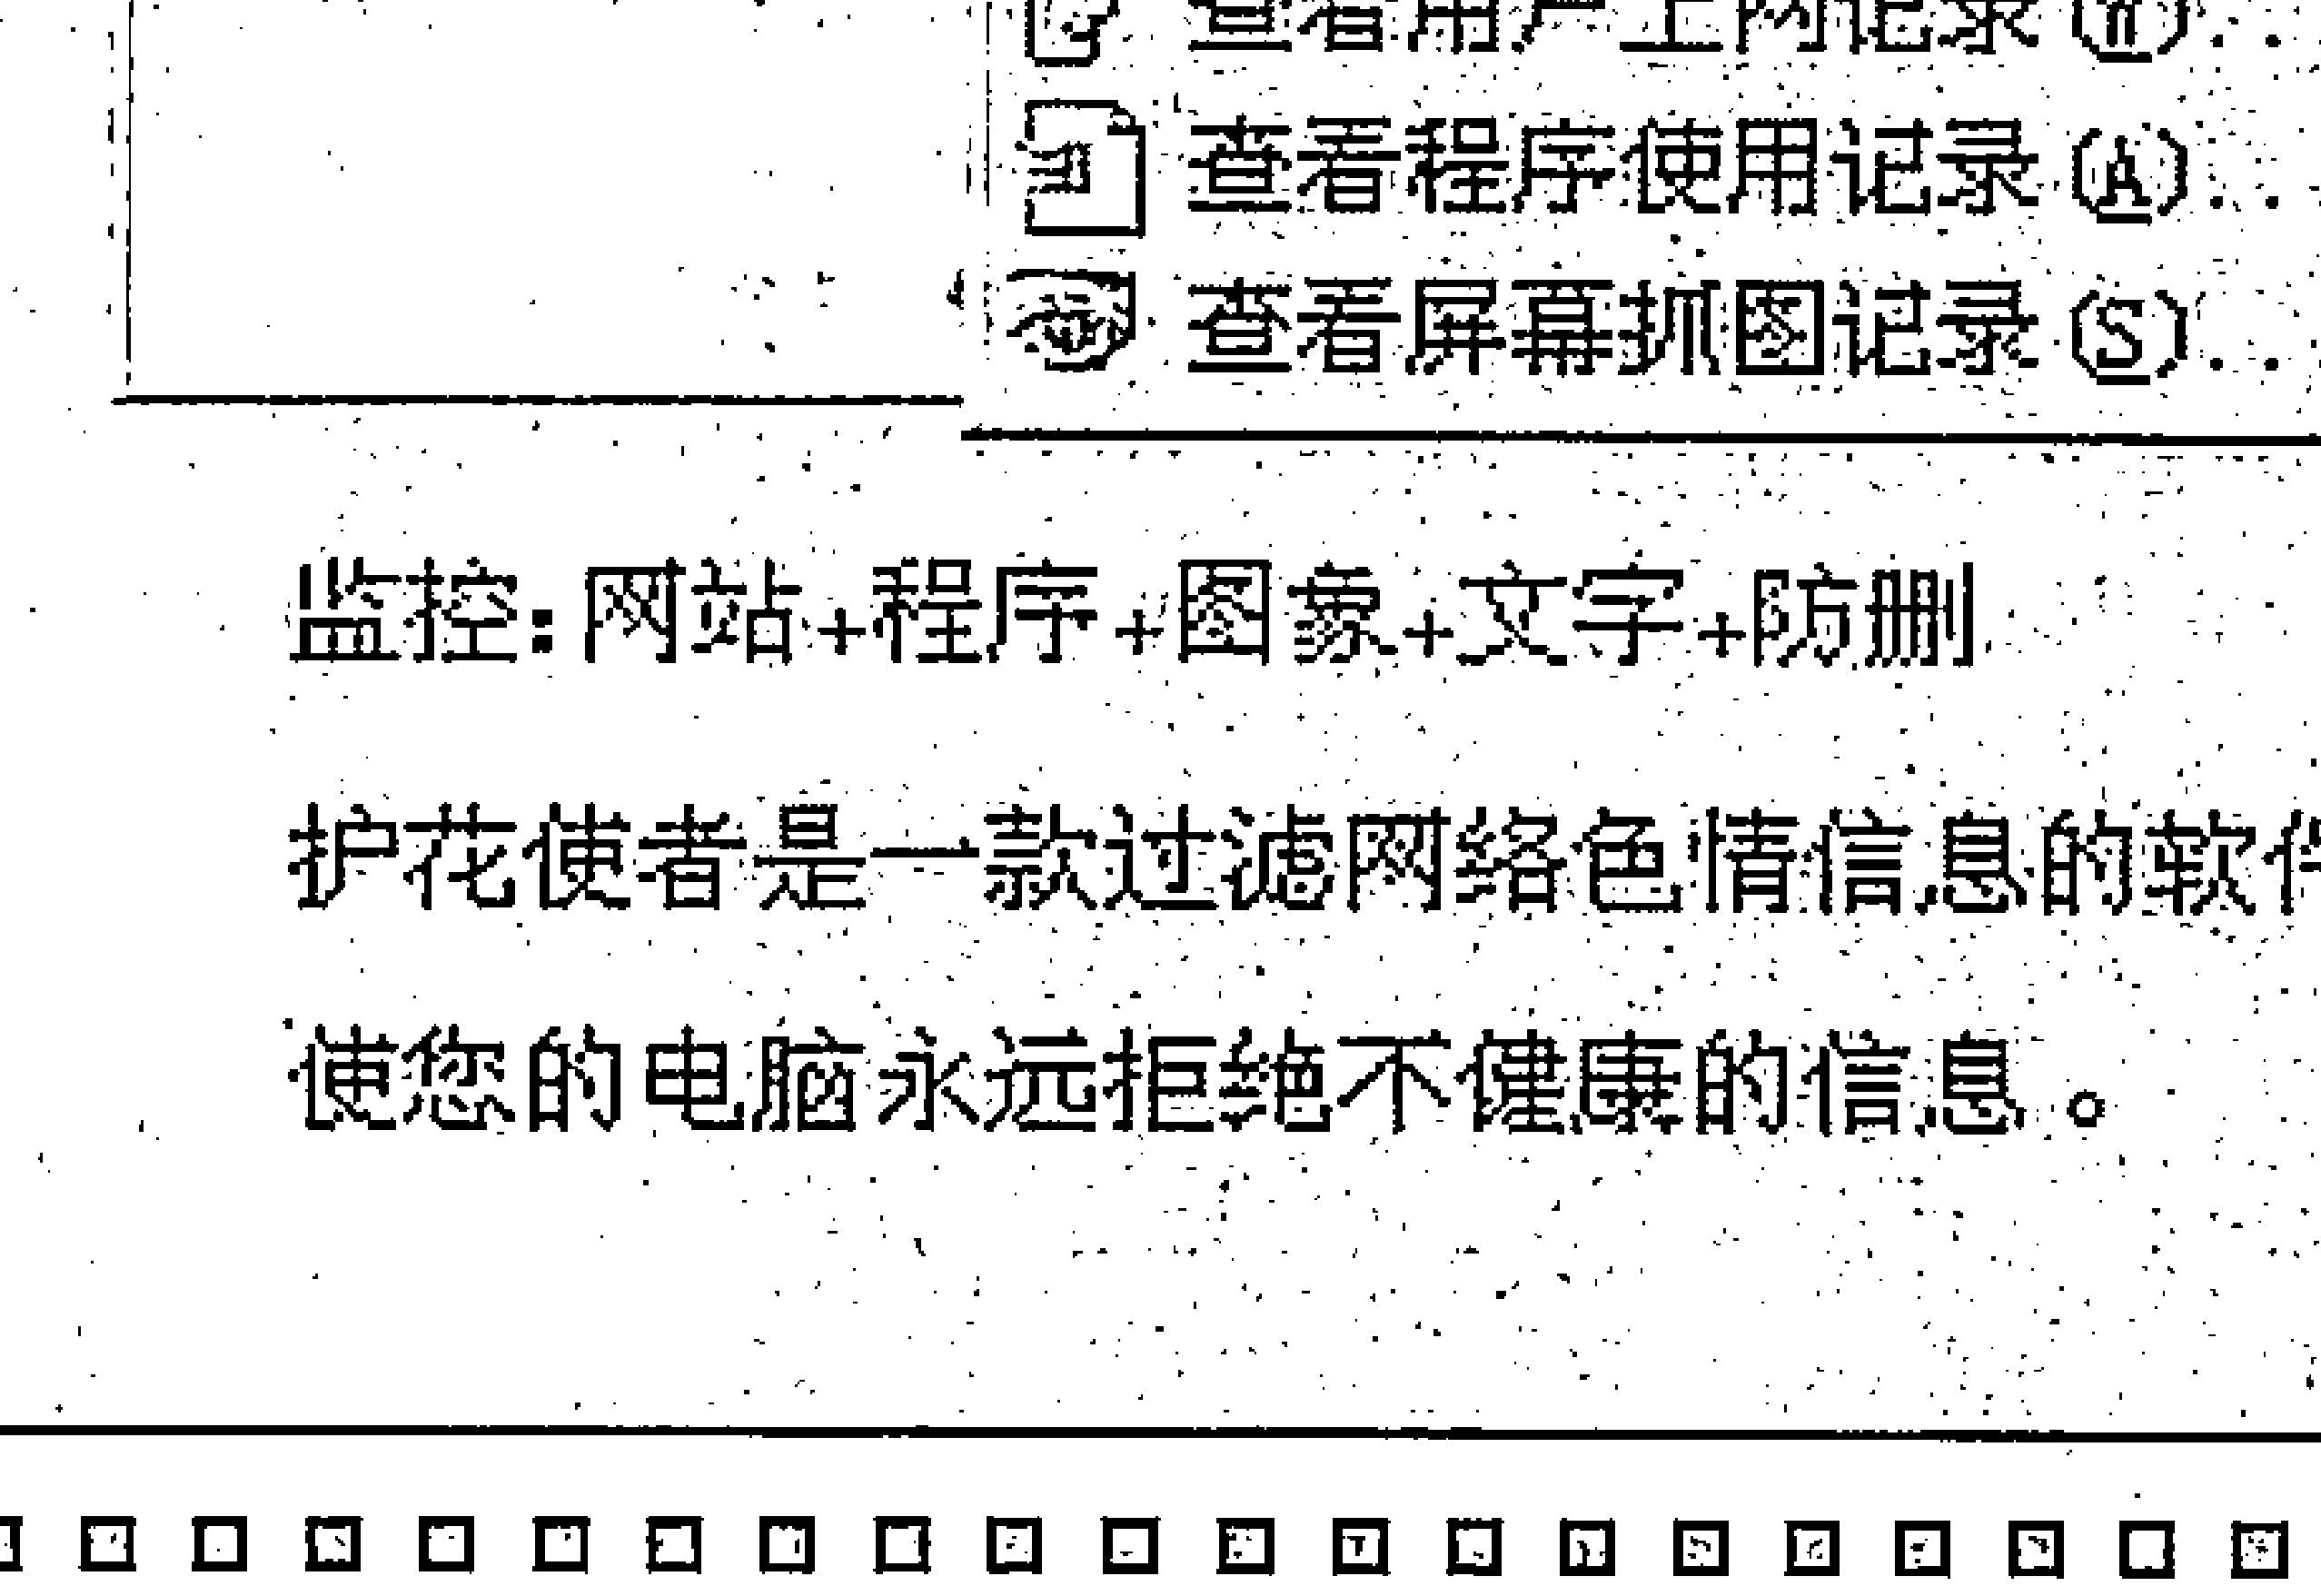 查看用户上网记录(W)..
查看程序使用记录(A)..
查看屏幕抓图记录(S)..
监控:网站+程序+图象+文字+防删
护花使者是一款过滤网络色情信息的软件
使您的电脑永远拒绝不健康的信息。